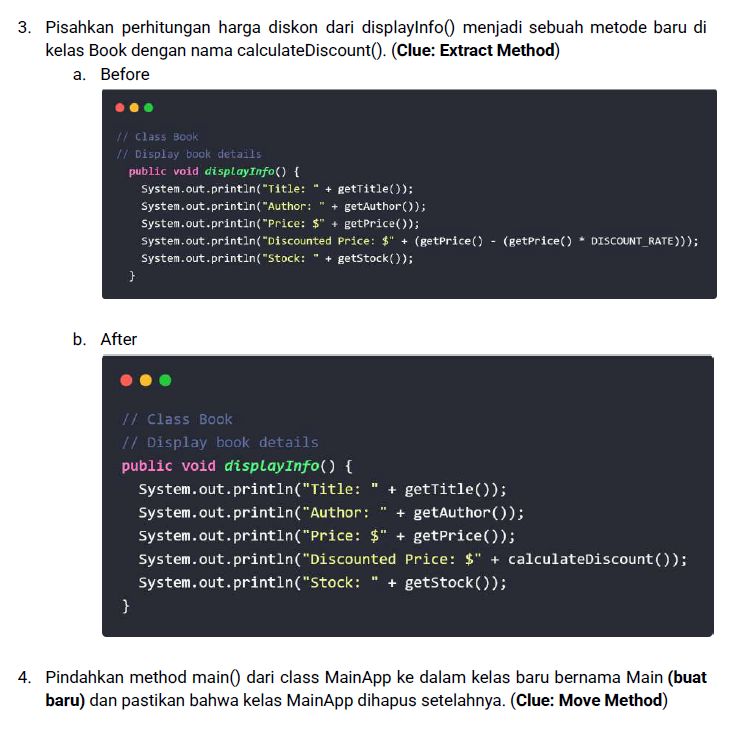 3. Pisahkan perhitungan harga diskon dari displayInfo() menjadi sebuah metode baru di
kelas Book dengan nama calculateDiscount(). (Clue: Extract Method)
a. Before
// Class Book
// Display book details
public void displayInfo() {
System.out.println("Title: " + getTitle());
System.out.println("Author: " + getAuthor());
System.out.println("Price: $" + getPrice());
System.out.println("Discounted Price: $" + (getPrice() - (getPrice() * DISCOUNT_RATE)));
System.out.println("Stock: " + getStock());
}
b. After
// Class Book
// Display book details
public void displayInfo() {
System.out.println("Title: " + getTitle());
System.out.println("Author: " + getAuthor());
System.out.println("Price: $" + getPrice());
System.out.println("Discounted Price: $" + calculateDiscount());
System.out.println("Stock: " + getStock());
}
4. Pindahkan method main() dari class MainApp ke dalam kelas baru bernama Main (buat
baru) dan pastikan bahwa kelas MainApp dihapus setelahnya. (Clue: Move Method)